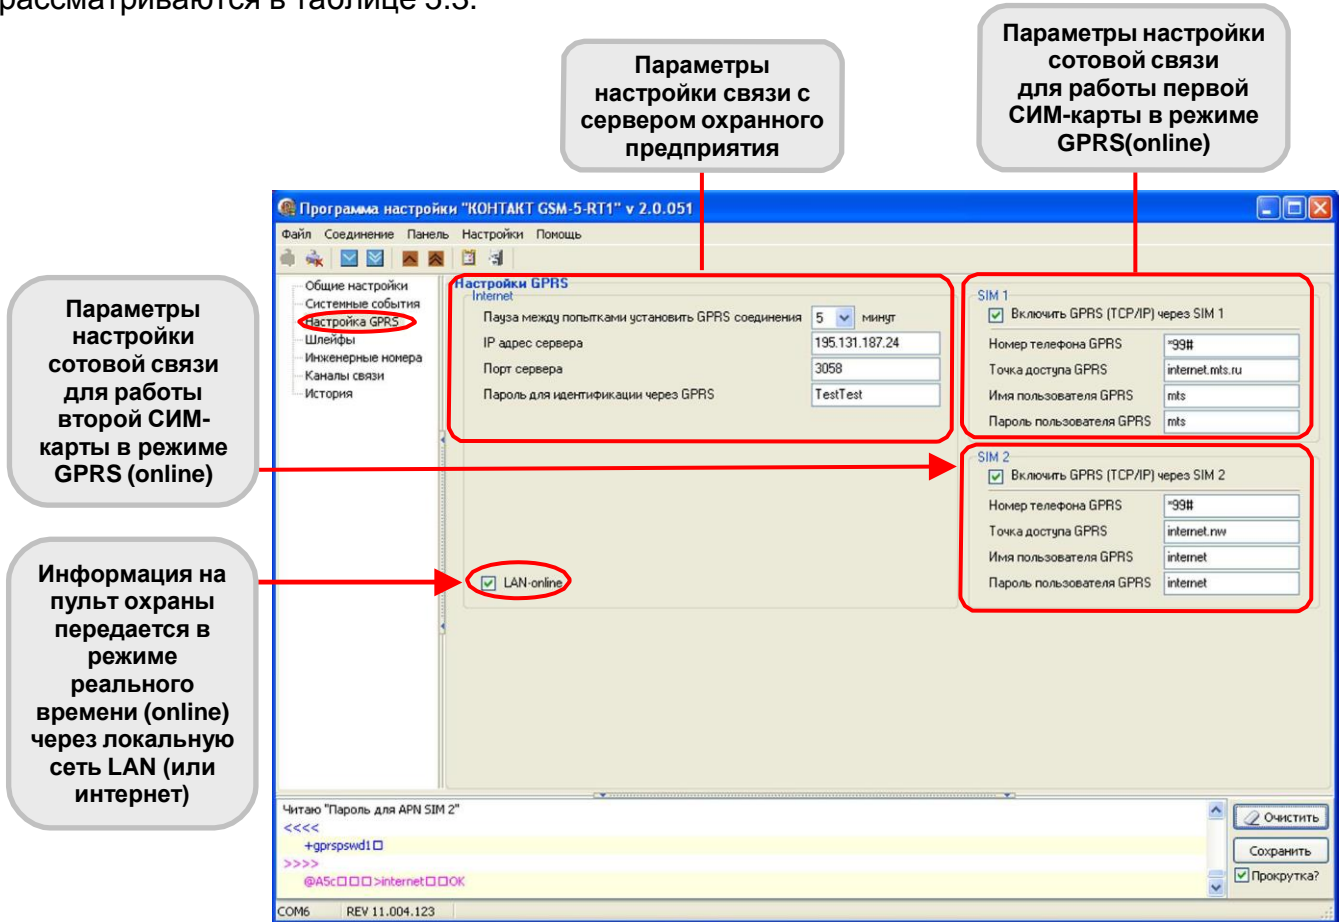 рассматриваются в таблице 5.3.
Параметры
настройки связи с
сервером охранного
предприятия
Параметры настройки
сотовой связи
для работы первой
СИМ-карты в режиме
GPRS(online)
Параметры
настройки
сотовой связи
для работы
второй СИМ-
карты в режиме
GPRS (online)
Информация на
пульт охраны
передается в
режиме
реального
времени (online)
через локальную
сеть LAN (или
интернет)
Программа настройки "КОНТАКТ GSM-5-RT1" v 2.0.051
Файл Соединение Панель Настройки Помощь
Общие настройки
Системные события
Настройка GPRS
Шлейфы
Инженерные номера
Каналы связи
История
Настройки GPRS
Internet
Пауза между попытками установить GPRS соединения 5 минут
IP адрес сервера 195.131.187.24
Порт сервера 3058
Пароль для идентификации через GPRS TestTest
LAN-online
SIM 1
Включить GPRS (TCP/IP) через SIM 1
Номер телефона GPRS *99#
Точка доступа GPRS internet.mts.ru
Имя пользователя GPRS mts
Пароль пользователя GPRS mts
SIM 2
Включить GPRS (TCP/IP) через SIM 2
Номер телефона GPRS *99#
Точка доступа GPRS internet.nw
Имя пользователя GPRS internet
Пароль пользователя GPRS internet
Читаю "Пароль для APN SIM 2"
<<<<
+gprspswd1□
>>>>
@A5c□□□>internet□□OK
Очистить
Сохранить
Прокрутка?
COM6 REV 11.004.123